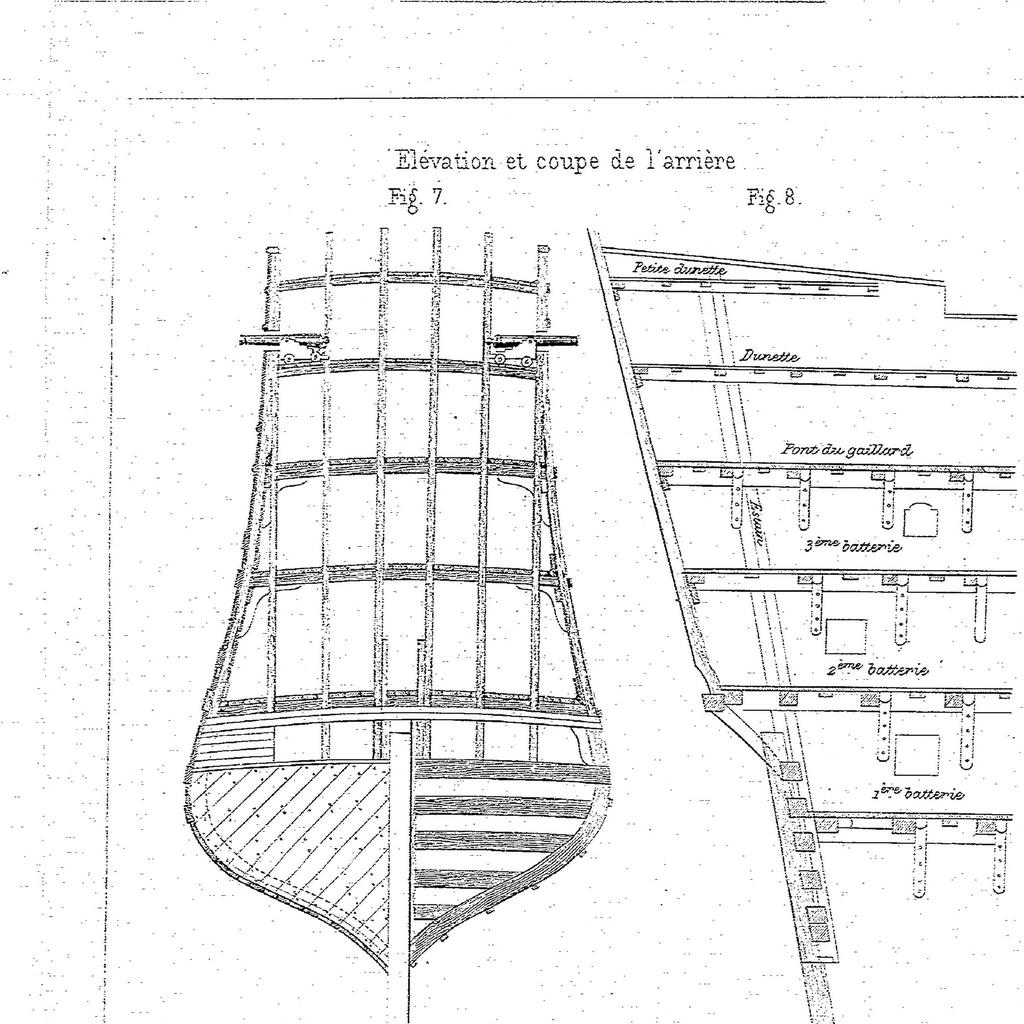 Elévation et coupe de l'arrière
Fig. 7.
Fig. 8.
Petite dunette
Dunette
Pont du gaillard
Estain
3ème batterie
2ème batterie
1ère batterie